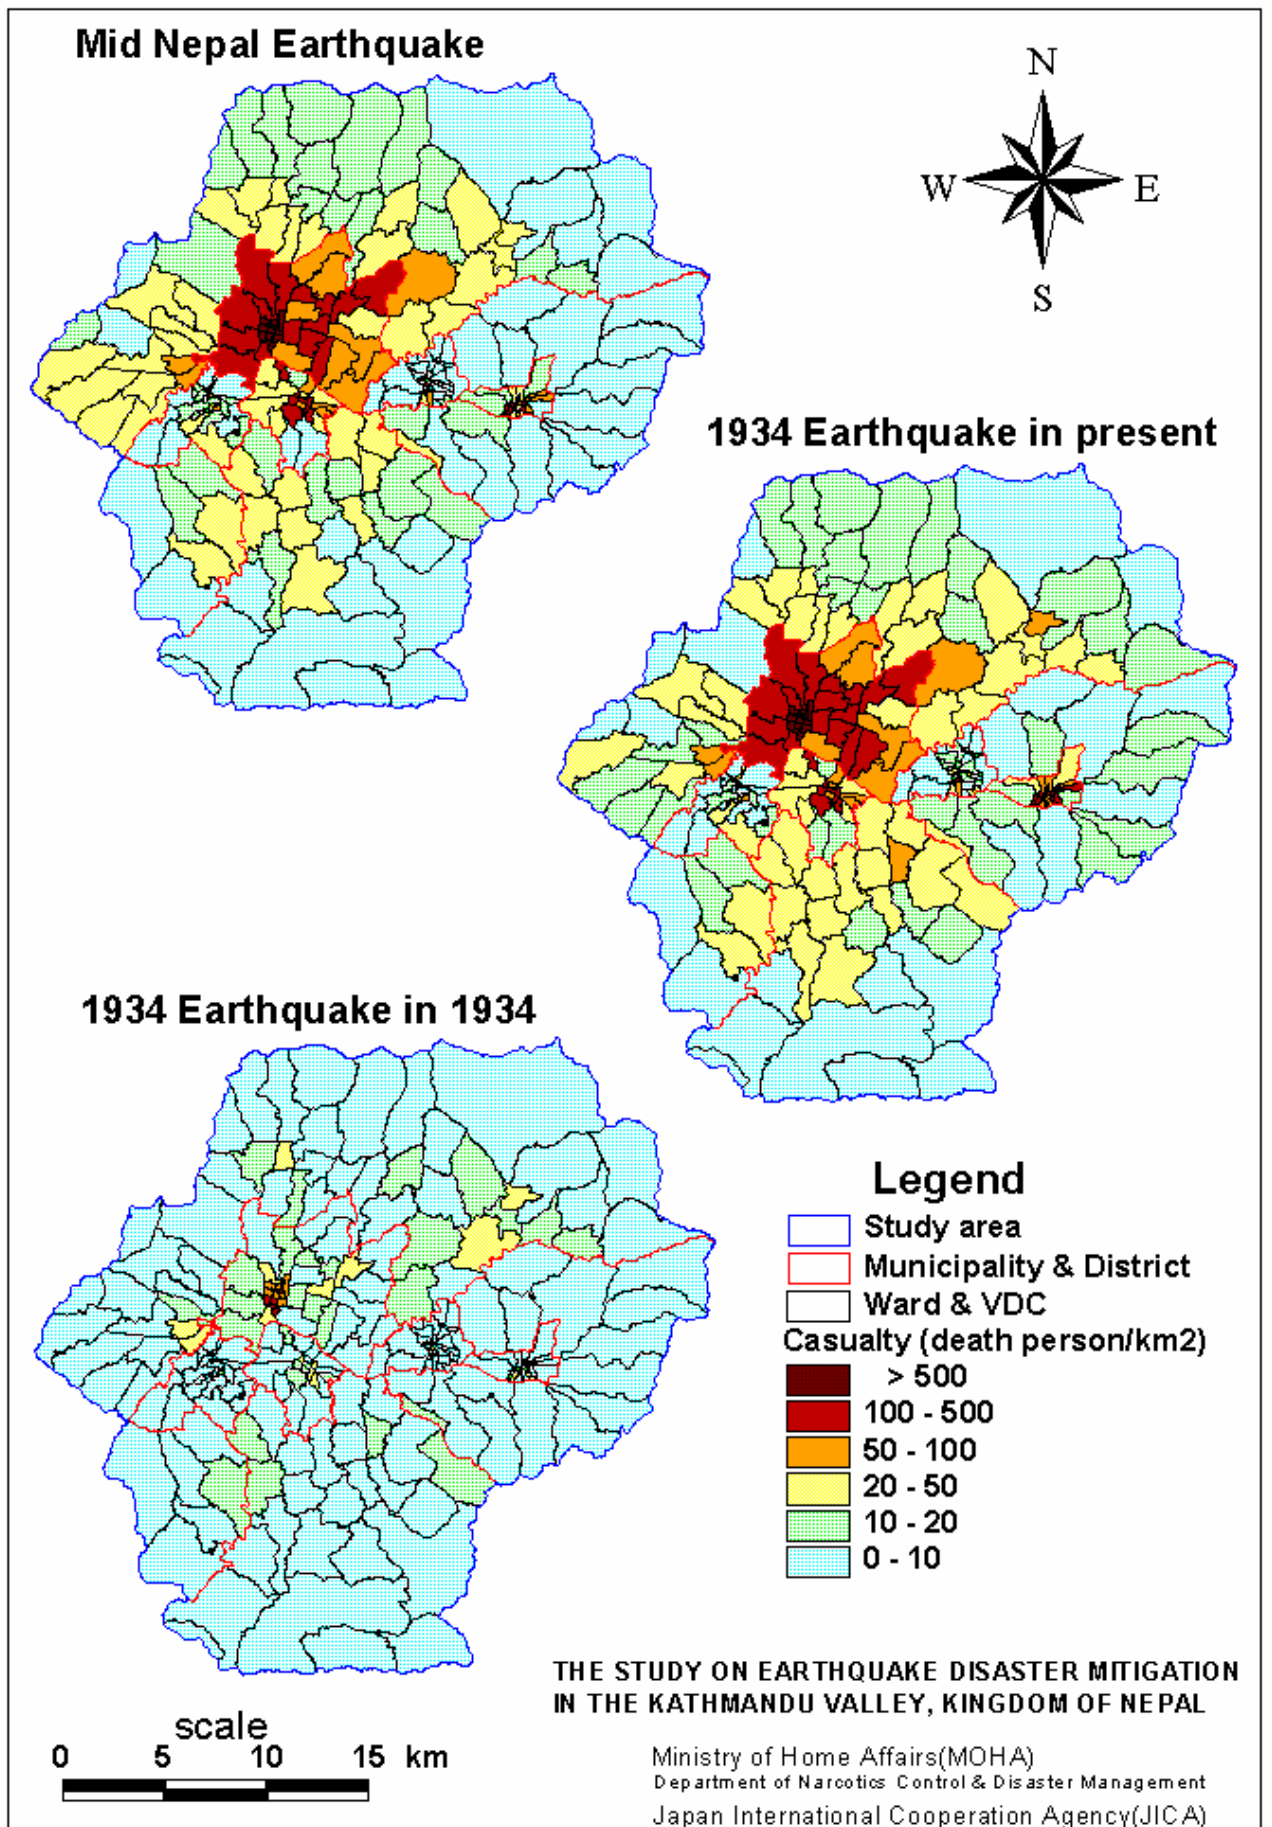 Mid Nepal Earthquake
N
W
E
S
1934 Earthquake in present
1934 Earthquake in 1934
Legend
Study area
Municipality & District
Ward & VDC
Casualty (death person/km2)
> 500
100 - 500
50 - 100
20 - 50
10 - 20
0 - 10
THE STUDY ON EARTHQUAKE DISASTER MITIGATION
IN THE KATHMANDU VALLEY, KINGDOM OF NEPAL
scale
0 5 10 15 km
Ministry of Home Affairs(MOHA)
Department of Narcotics Control & Disaster Management
Japan International Cooperation Agency(JICA)